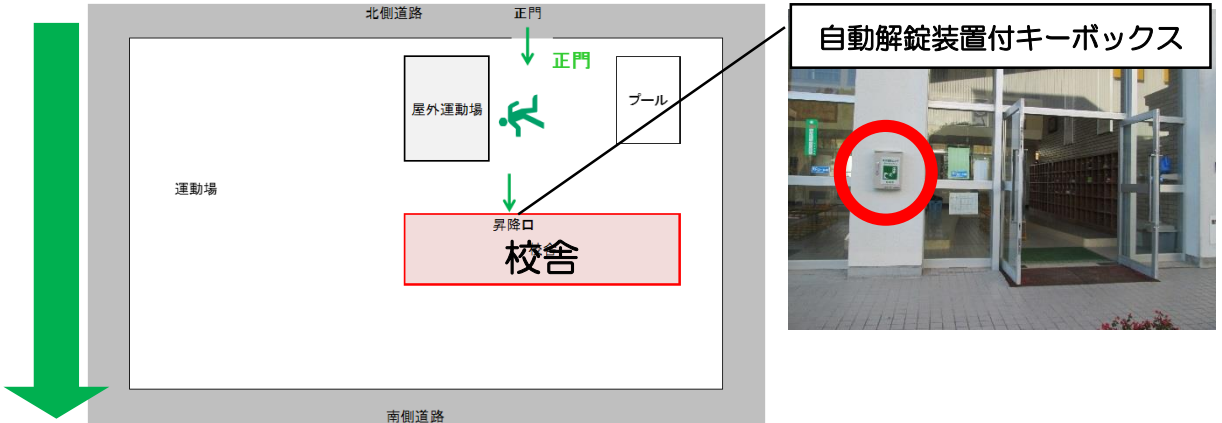 北側道路
正門
自動解錠装置付キーボックス
正門
屋外運動場
プール
運動場
昇降口
校舎
南側道路